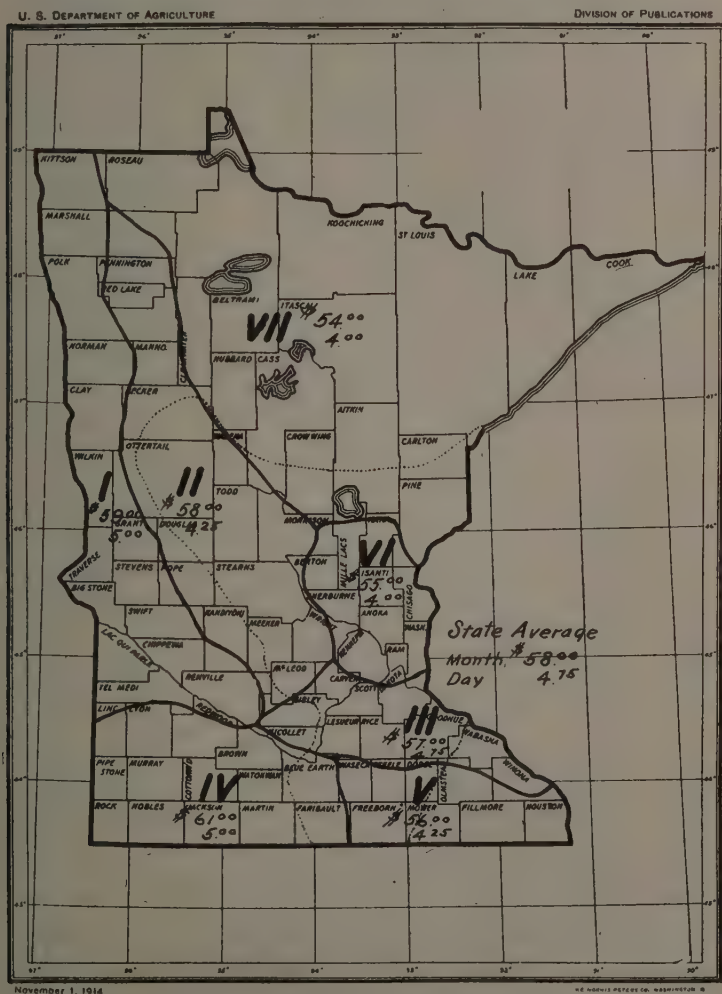 U. S. DEPARTMENT OF AGRICULTURE
DIVISION OF PUBLICATIONS
KITTSON
ROSEAU
MARSHALL
KOOCHICHING
ST LOUIS
POLK
PENNINGTON
LAKE
COOK
RED LAKE
BELTRAMI
ITASCA
VII
$ 54.00
4.00
NORMAN
MAHNO.
CLEARWATER
HUBBARD
CASS
CLAY
BECKER
AITKIN
WADENA
CROW WING
CARLTON
WILKIN
OTTERTAIL
PINE
I
II
TODD
$ 58.00
4.25
GRANT
5.00
DOUGLAS
MORRISON
MILLE LACS
VI
TRAVERSE
STEVENS
POPE
STEARNS
BENTON
ISANTI
$ 55.00
4.00
BIG STONE
SHERBURNE
CHISAGO
SWIFT
KANDIYOHI
MEEKER
WRIGHT
ANOKA
WASH.
State Average
Month, $ 58.00
Day 4.75
LAC QUI PARLE
CHIPPEWA
HENNEPIN
RAM
RENVILLE
McLEOD
CARVER
SCOTT
DAKOTA
YEL MEDI
SIBLEY
LINC
LYON
REDWOOD
NICOLLET
LESUEUR
RICE
III
GOODHUE
$ 57.00
4.75
WABASHA
BROWN
PIPE STONE
MURRAY
COTTONWD
WATONWAN
BLUE EARTH
WASECA
STEELE
DODGE
OLMSTED
WINONA
IV
V
ROCK
NOBLES
JACKSON
MARTIN
FARIBAULT
FREEBORN
MOWER
FILLMORE
HOUSTON
$ 61.00
5.00
$ 56.00
4.25
November 1, 1914